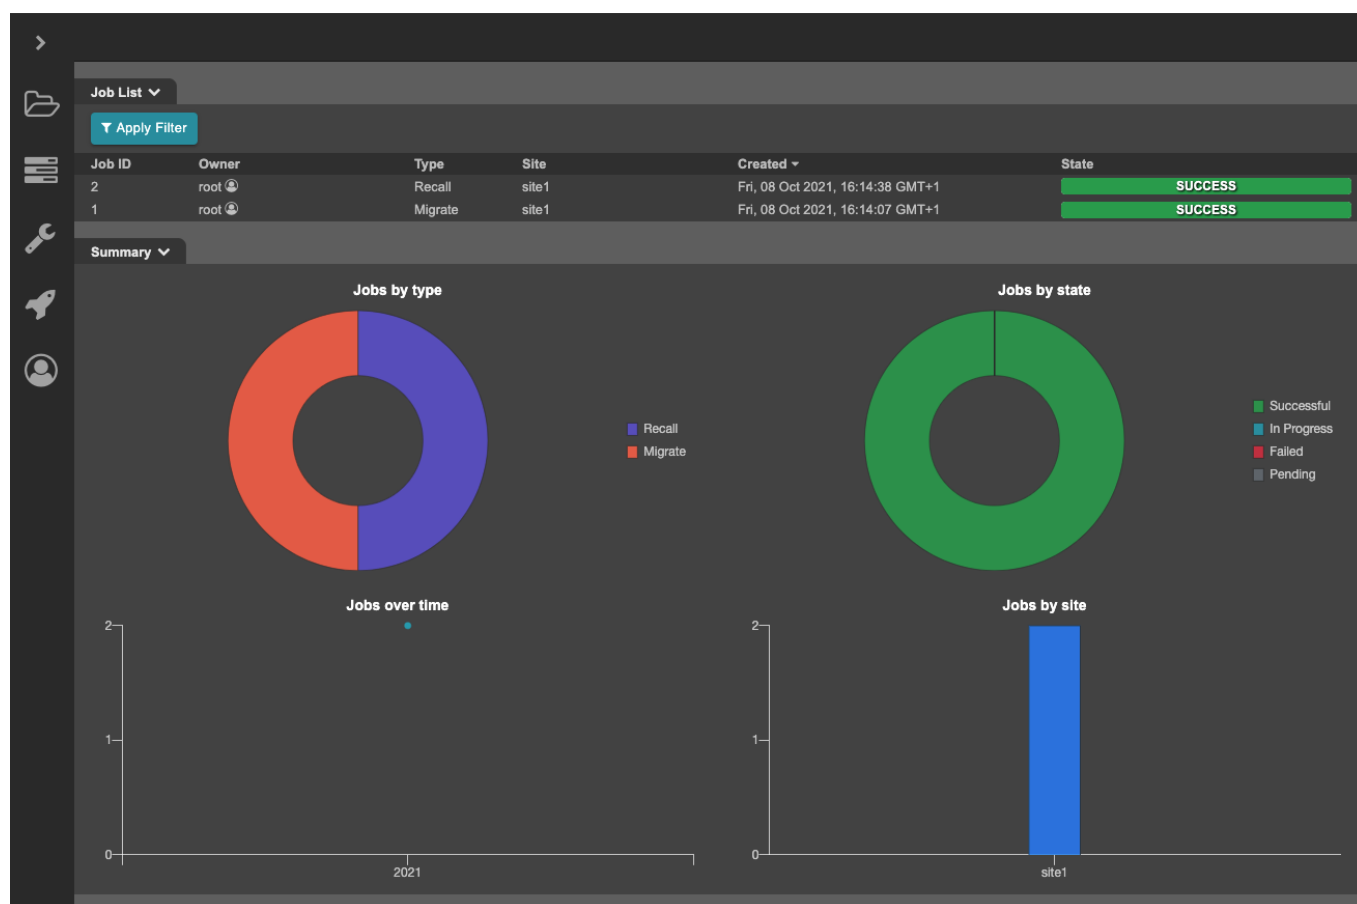 Job List
Apply Filter
Job ID Owner Type Site Created State
2 root Recall site1 Fri, 08 Oct 2021, 16:14:38 GMT+1 SUCCESS
1 root Migrate site1 Fri, 08 Oct 2021, 16:14:07 GMT+1 SUCCESS
Summary
Jobs by type
Recall
Migrate
Jobs by state
Successful
In Progress
Failed
Pending
Jobs over time
2
1
0
2021
Jobs by site
2
1
0
site1